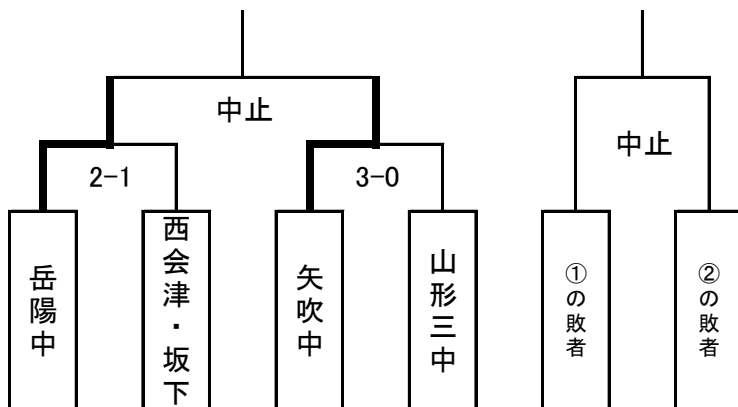 中止
中止
2-1
3-0
岳陽中
西会津・坂下
矢吹中
山形三中
①の敗者
②の敗者